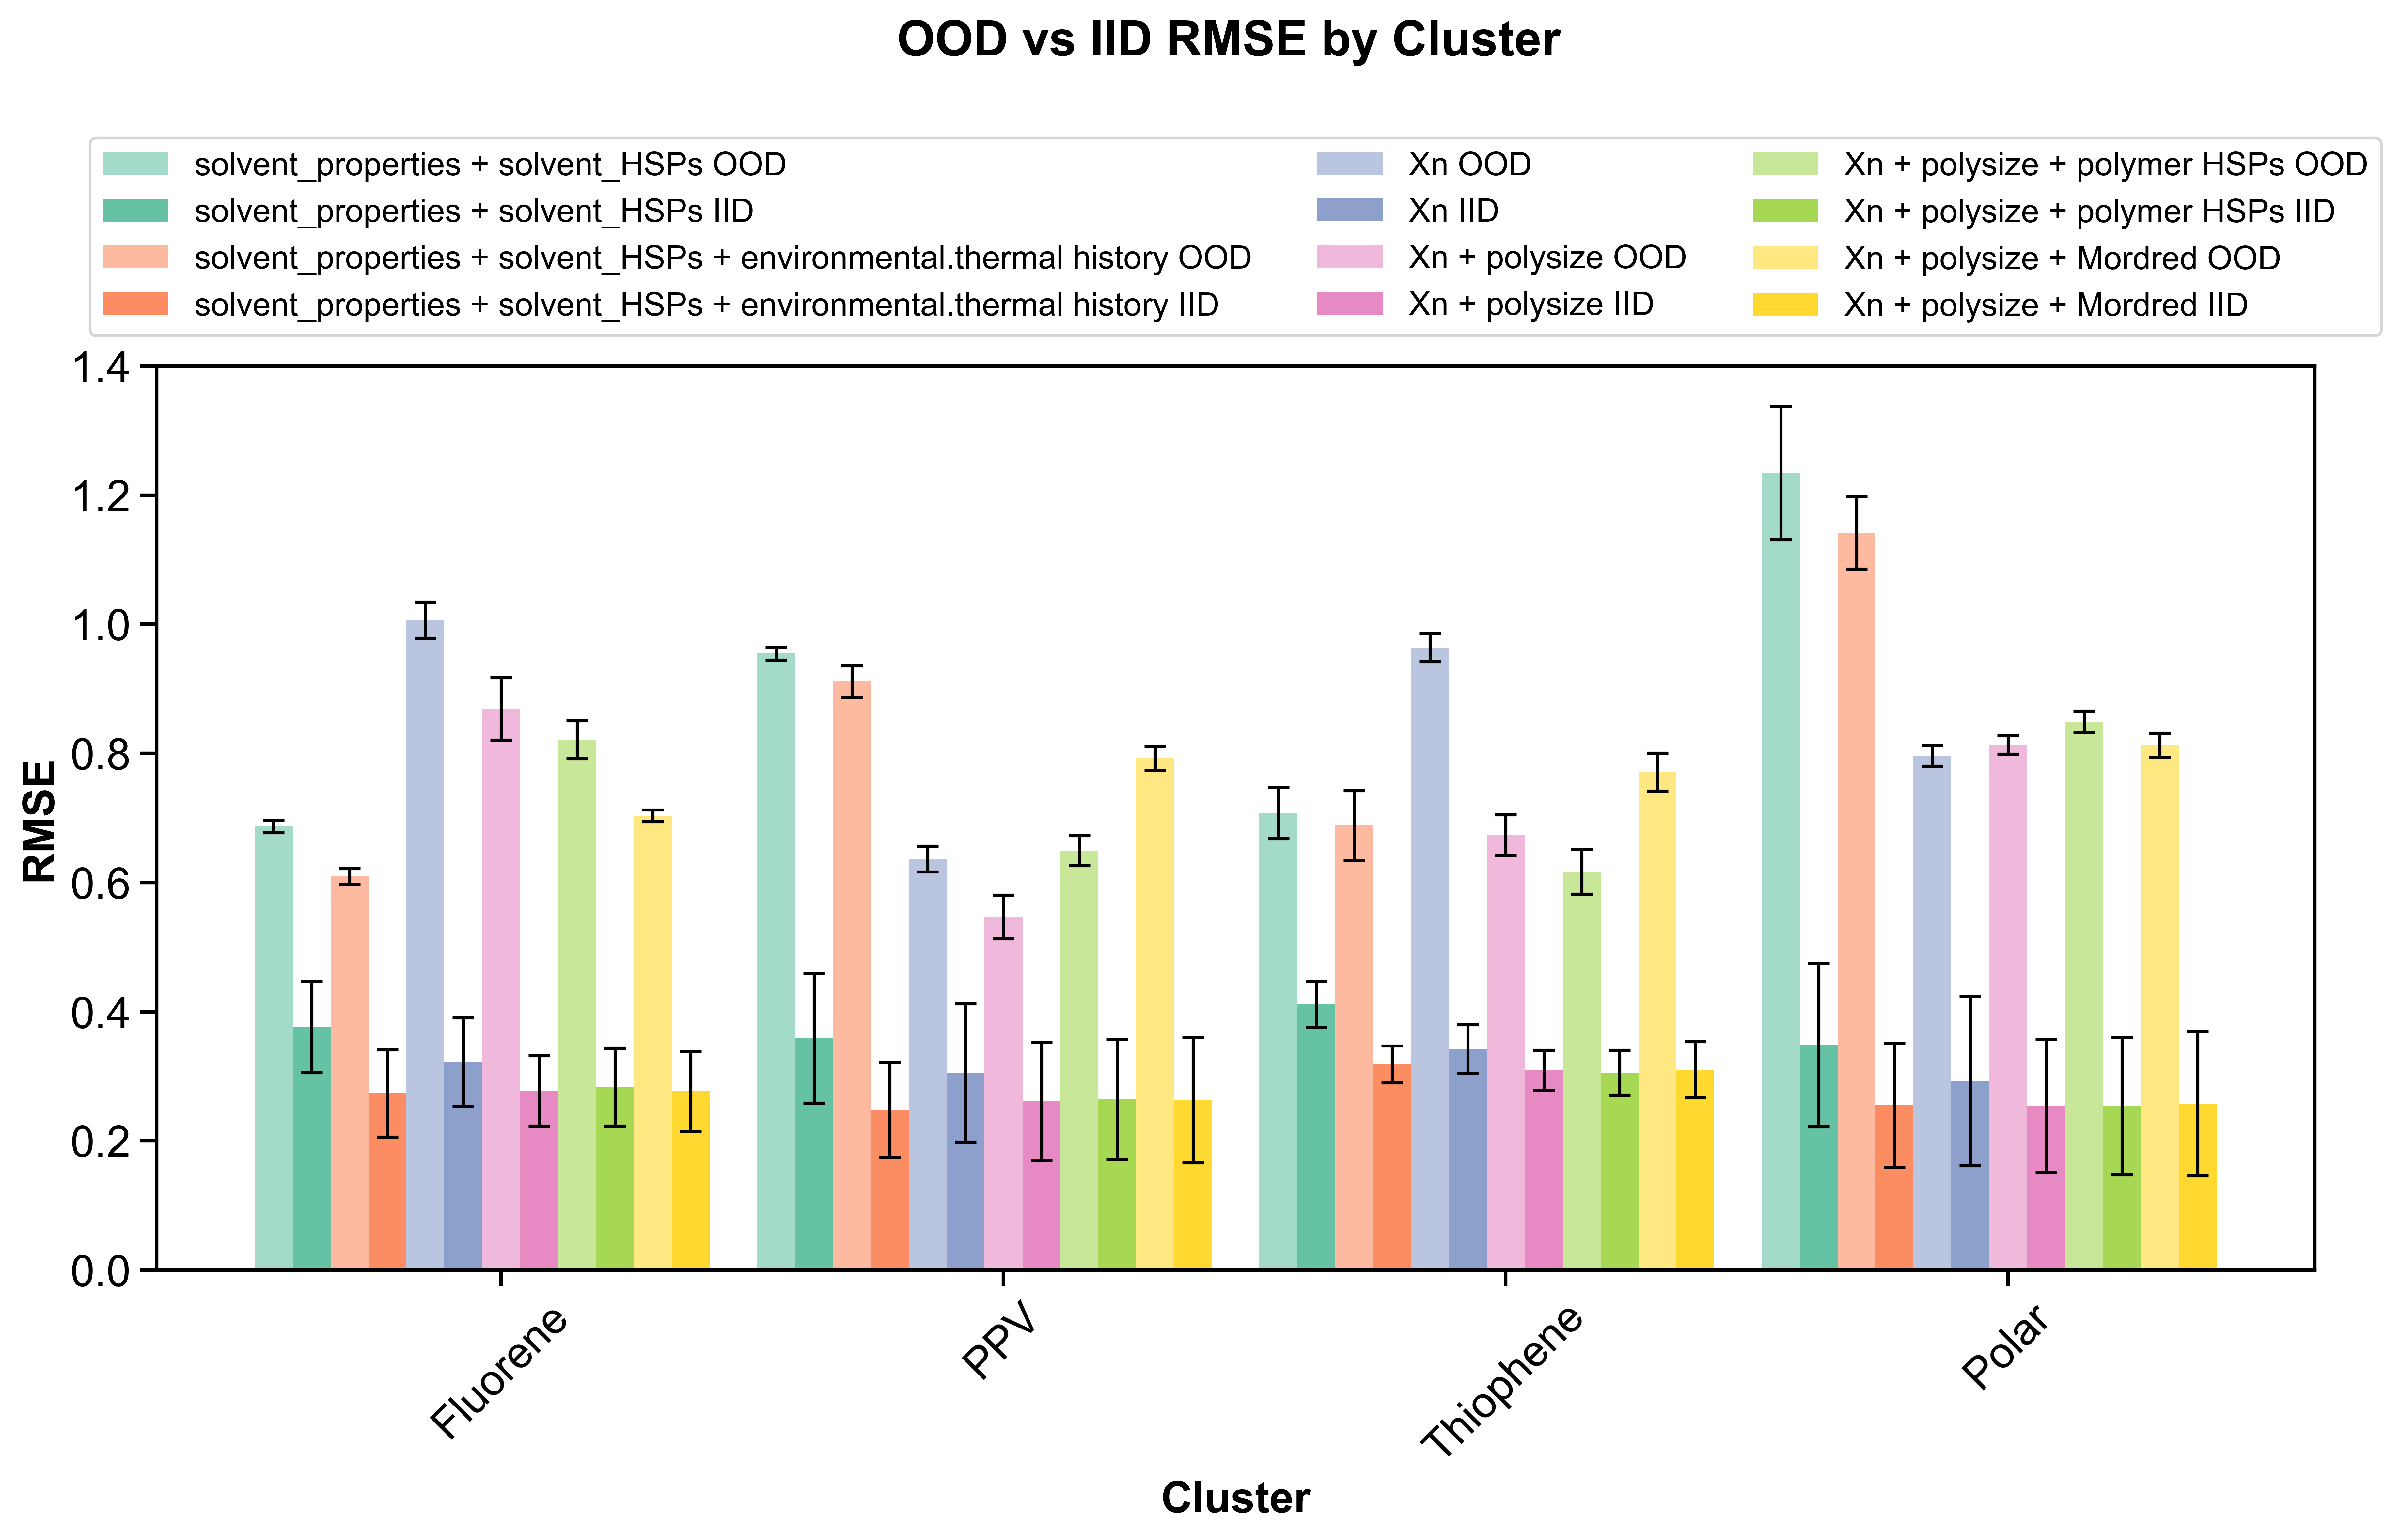 OOD vs IID RMSE by Cluster
solvent_properties + solvent_HSPs OOD
solvent_properties + solvent_HSPs IID
solvent_properties + solvent_HSPs + environmental.thermal history OOD
solvent_properties + solvent_HSPs + environmental.thermal history IID
Xn OOD
Xn IID
Xn + polysize OOD
Xn + polysize IID
Xn + polysize + polymer HSPs OOD
Xn + polysize + polymer HSPs IID
Xn + polysize + Mordred OOD
Xn + polysize + Mordred IID
RMSE
1.4
1.2
1.0
0.8
0.6
0.4
0.2
0.0
Fluorene
PPV
Thiophene
Polar
Cluster